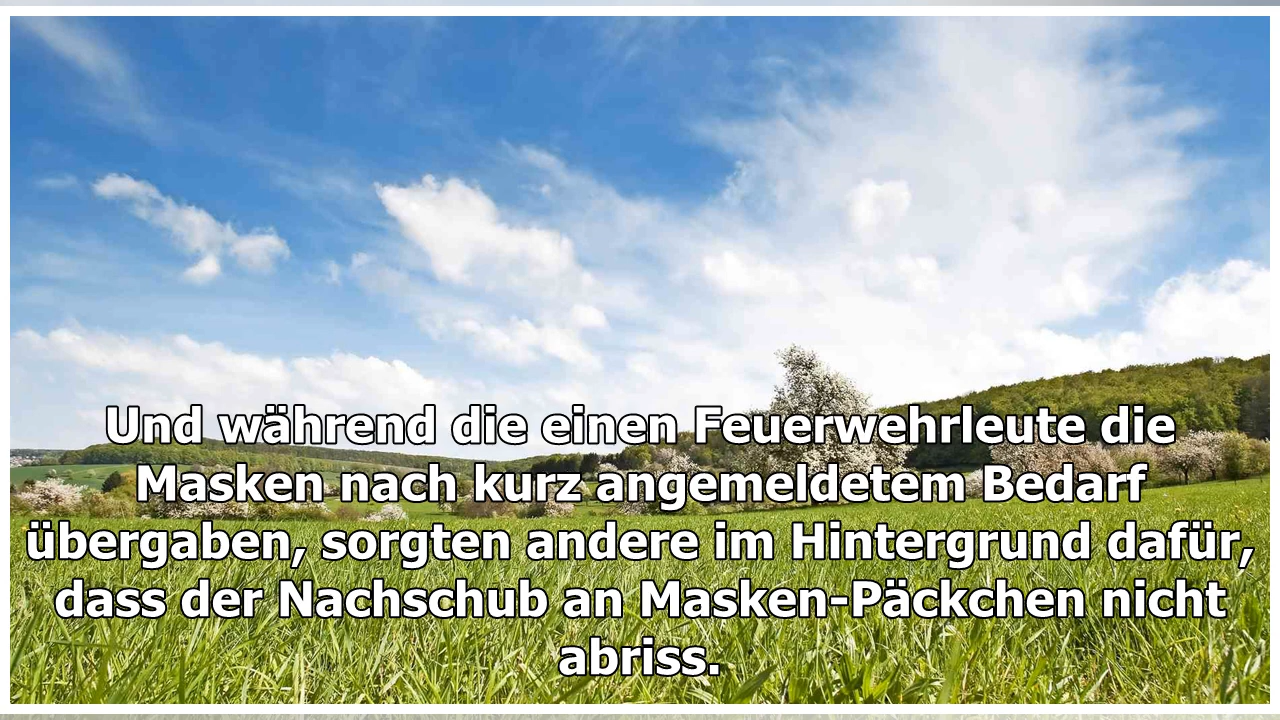 Und während die einen Feuerwehrleute die
Masken nach kurz angemeldetem Bedarf
übergaben, sorgten andere im Hintergrund dafür,
dass der Nachschub an Masken-Päckchen nicht
abriss.